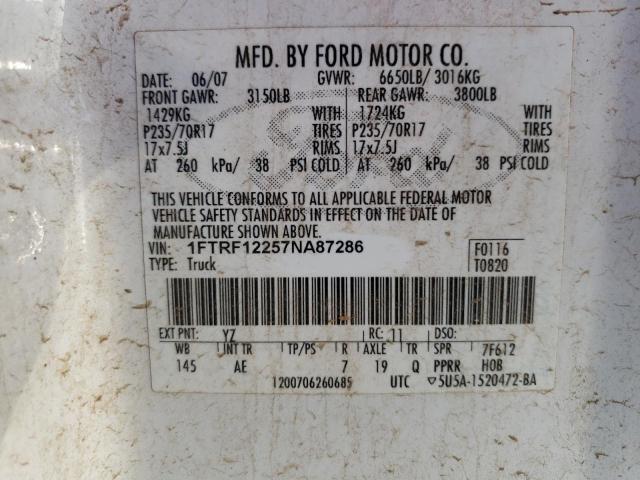 MFD. BY FORD MOTOR CO.
DATE: 06/07 GVWR: 6650LB/ 3016KG
FRONT GAWR: 3150LB REAR GAWR: 3800LB
1429KG WITH 1724KG WITH
P235/70R17 TIRES P235/70R17 TIRES
17x7.5J RIMS 17x7.5J RIMS
AT 260 kPa/ 38 PSI COLD AT 260 kPa/ 38 PSI COLD
THIS VEHICLE CONFORMS TO ALL APPLICABLE FEDERAL MOTOR
VEHICLE SAFETY STANDARDS IN EFFECT ON THE DATE OF
MANUFACTURE SHOWN ABOVE.
VIN: 1FTRF12257NA87286 F0116
TYPE: Truck T0820
EXT PNT: YZ RC: 11 DSO:
WB INT TR TP/PS R AXLE TR SPR 7F612
145 AE 7 19 Q PPRR HOB
1200706260685 UTC ▽5U5A-1520472-BA